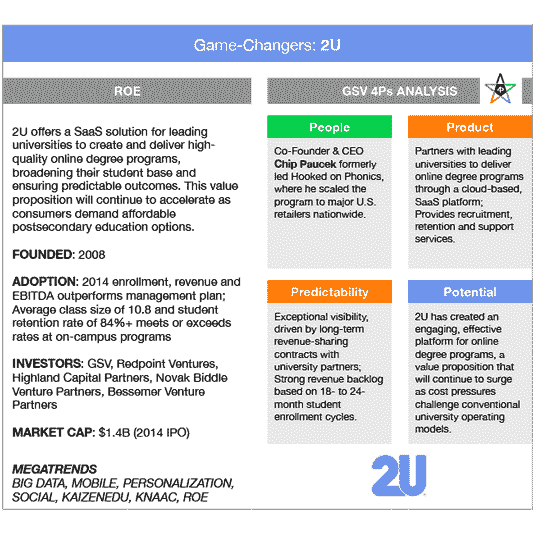 Game-Changers: 2U
ROE
2U offers a SaaS solution for leading
universities to create and deliver high-
quality online degree programs,
broadening their student base and
ensuring predictable outcomes. This value
proposition will continue to accelerate as
consumers demand affordable
postsecondary education options.
FOUNDED: 2008
ADOPTION: 2014 enrollment, revenue and
EBITDA outperforms management plan;
Average class size of 10.8 and student
retention rate of 84%+ meets or exceeds
rates at on-campus programs
INVESTORS: GSV, Redpoint Ventures,
Highland Capital Partners, Novak Biddle
Venture Partners, Bessemer Venture
Partners
MARKET CAP: $1.4B (2014 IPO)
MEGATRENDS
BIG DATA, MOBILE, PERSONALIZATION,
SOCIAL, KAIZENEDU, KNAAC, ROE
GSV 4Ps ANALYSIS
People
Co-Founder & CEO
Chip Paucek formerly
led Hooked on Phonics,
where he scaled the
program to major U.S.
retailers nationwide.
Product
Partners with leading
universities to deliver
online degree programs
through a cloud-based,
SaaS platform;
Provides recruitment,
retention and support
services.
Predictability
Exceptional visibility,
driven by long-term
revenue-sharing
contracts with
university partners;
Strong revenue backlog
based on 18- to 24-
month student
enrollment cycles.
Potential
2U has created an
engaging, effective
platform for online
degree programs, a
value proposition that
will continue to surge
as cost pressures
challenge conventional
university operating
models.
2U